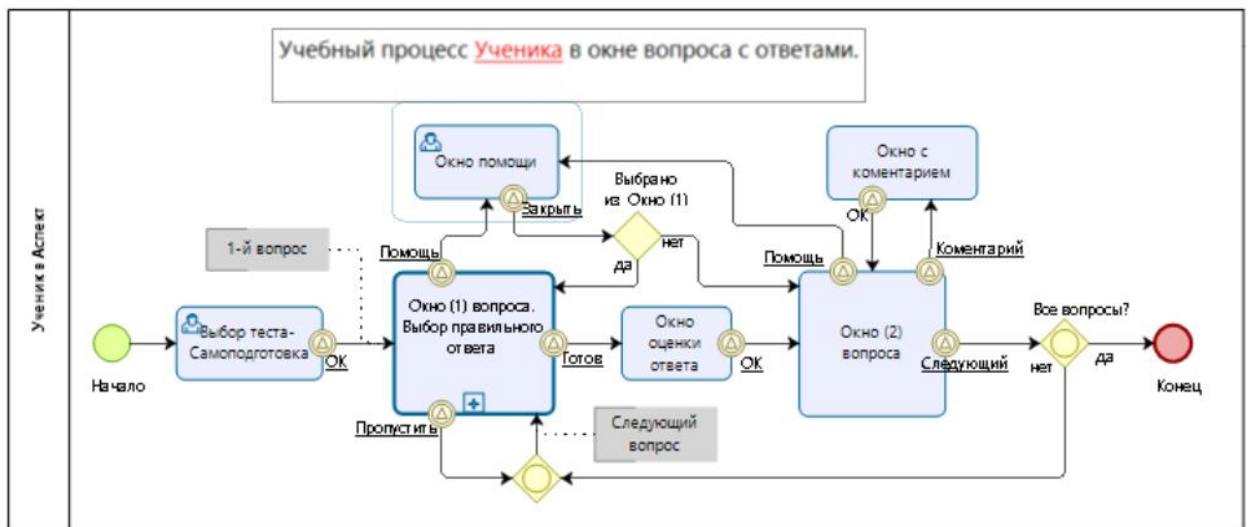 Учебный процесс Ученика в окне вопроса с ответами.
Ученик в Аспект
Окно помощи
Закрыть
Выбрано
из Окно (1)
нет
да
Окно с
коментарием
ОК
Коментарий
1-й вопрос
Помощь
Помощь
Начало
Выбор теста-
Самоподготовка
ОК
Окно (1) вопроса.
Выбор правильного
ответа
Готов
Окно
оценки
ответа
ОК
Окно (2)
вопроса
Следующий
Все вопросы?
нет
да
Конец
Пропустить
Следующий
вопрос